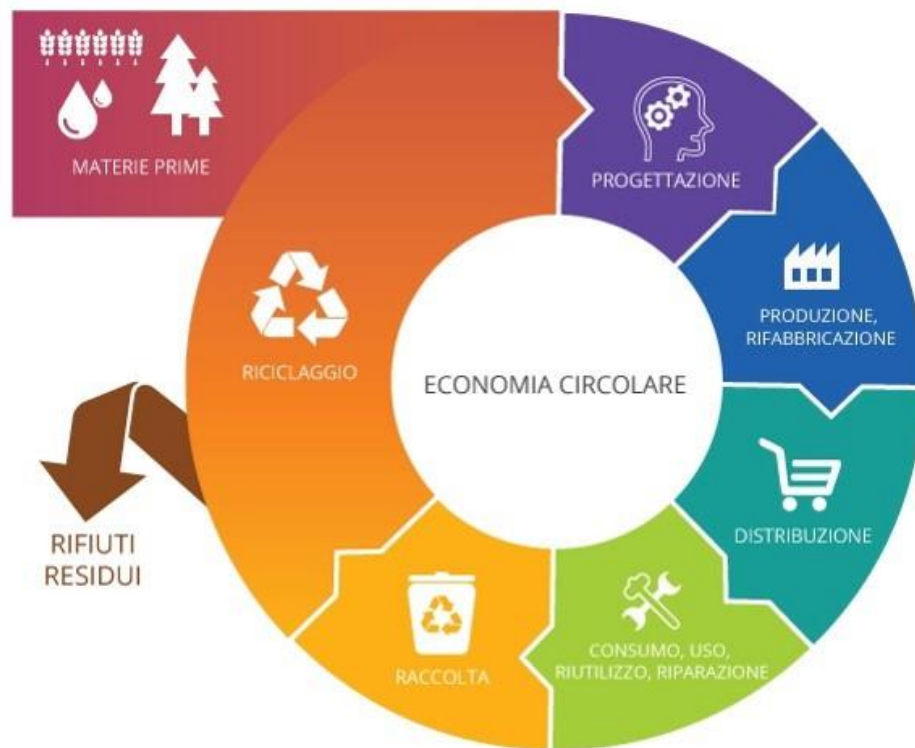 MATERIE PRIME
PROGETTAZIONE
PRODUZIONE,
RIFABBRICAZIONE
RICICLAGGIO
ECONOMIA CIRCOLARE
DISTRIBUZIONE
RIFIUTI
RESIDUI
CONSUMO, USO,
RIUTILIZZO, RIPARAZIONE
RACCOLTA